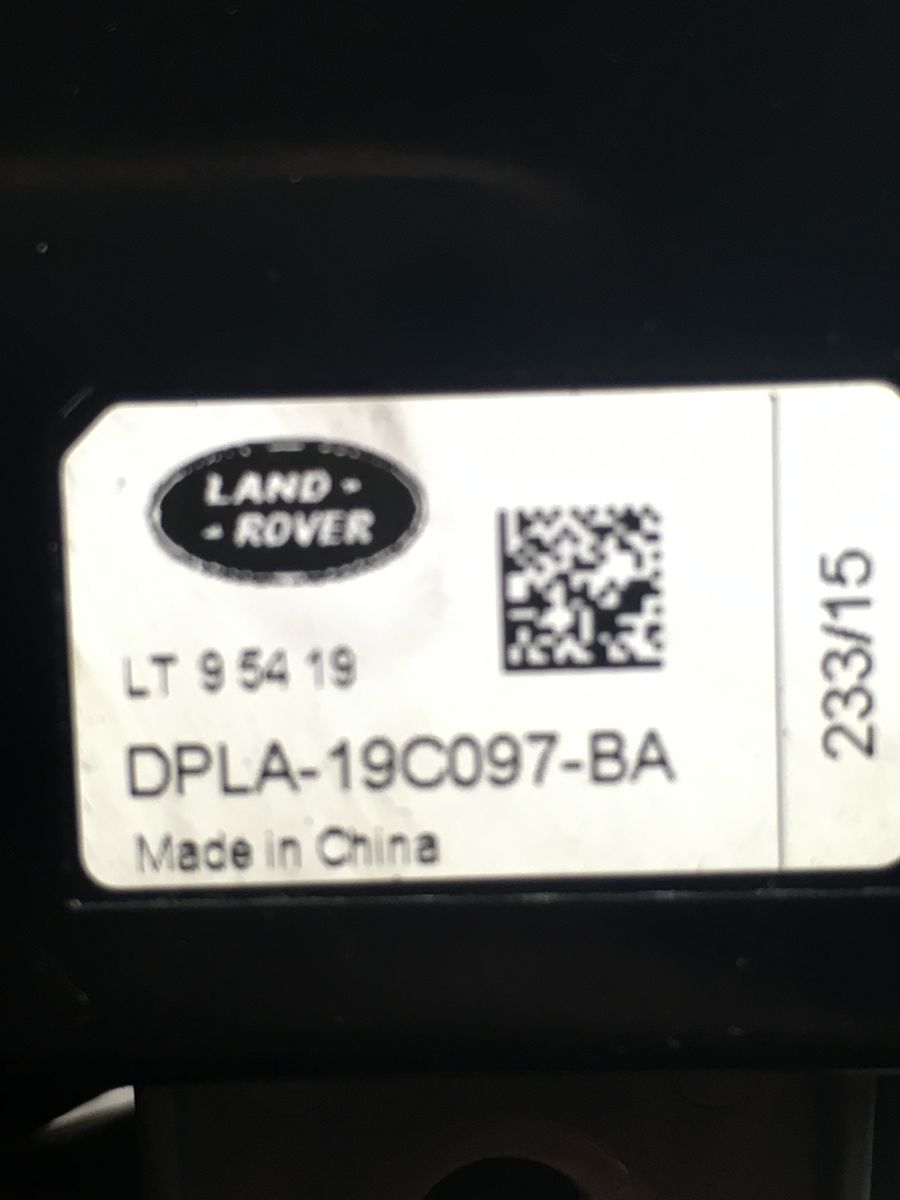 LAND -
- ROVER
LT 9 54 19
DPLA-19C097-BA
Made in China
233/15